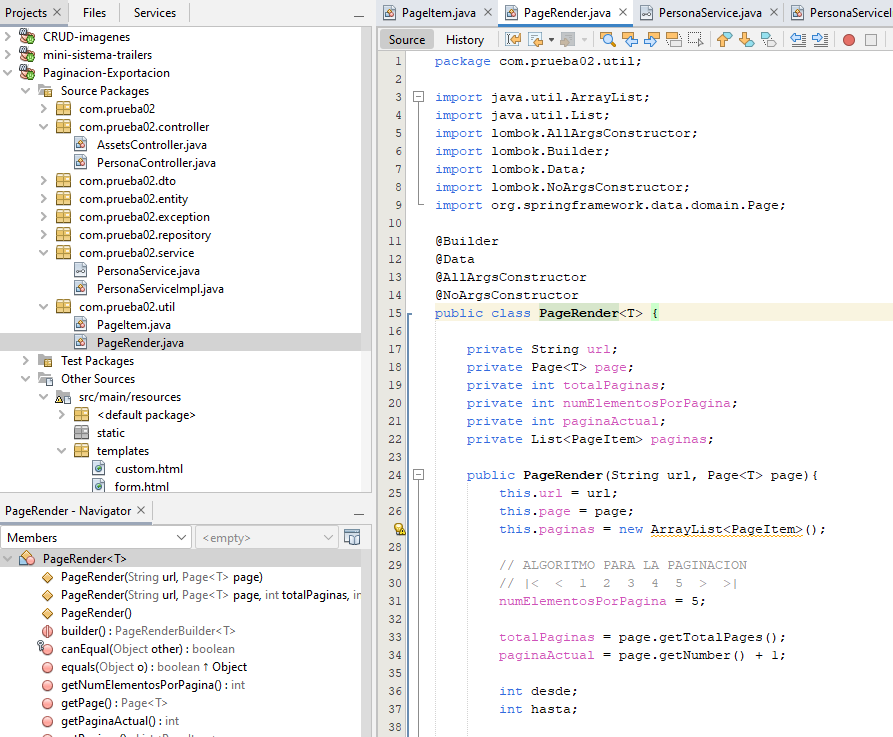 Projects
Files
Services
CRUD-imagenes
mini-sistema-trailers
Paginacion-Exportacion
Source Packages
com.prueba02
com.prueba02.controller
AssetsController.java
PersonaController.java
com.prueba02.dto
com.prueba02.entity
com.prueba02.exception
com.prueba02.repository
com.prueba02.service
PersonaService.java
PersonaServiceImpl.java
com.prueba02.util
PageItem.java
PageRender.java
Test Packages
Other Sources
src/main/resources
<default package>
static
templates
custom.html
form.html
PageRender - Navigator
Members
<empty>
PageRender<T>
PageRender(String url, Page<T> page)
PageRender(String url, Page<T> page, int totalPaginas, in
PageRender()
builder() : PageRenderBuilder<T>
canEqual(Object other) : boolean
equals(Object o) : boolean ↑ Object
getNumElementosPorPagina() : int
getPage() : Page<T>
getPaginaActual() : int
PageItem.java
PageRender.java
PersonaService.java
PersonaServiceI
Source
History
1 package com.prueba02.util;
2
3 import java.util.ArrayList;
4 import java.util.List;
5 import lombok.AllArgsConstructor;
6 import lombok.Builder;
7 import lombok.Data;
8 import lombok.NoArgsConstructor;
9 import org.springframework.data.domain.Page;
10
11 @Builder
12 @Data
13 @AllArgsConstructor
14 @NoArgsConstructor
15 public class PageRender<T> {
16
17 private String url;
18 private Page<T> page;
19 private int totalPaginas;
20 private int numElementosPorPagina;
21 private int paginaActual;
22 private List<PageItem> paginas;
23
24 public PageRender(String url, Page<T> page){
25 this.url = url;
26 this.page = page;
this.paginas = new ArrayList<PageItem>();
28
29 // ALGORITMO PARA LA PAGINACION
30 // |< < 1 2 3 4 5 > >|
31 numElementosPorPagina = 5;
32
33 totalPaginas = page.getTotalPages();
34 paginaActual = page.getNumber() + 1;
35
36 int desde;
37 int hasta;
38